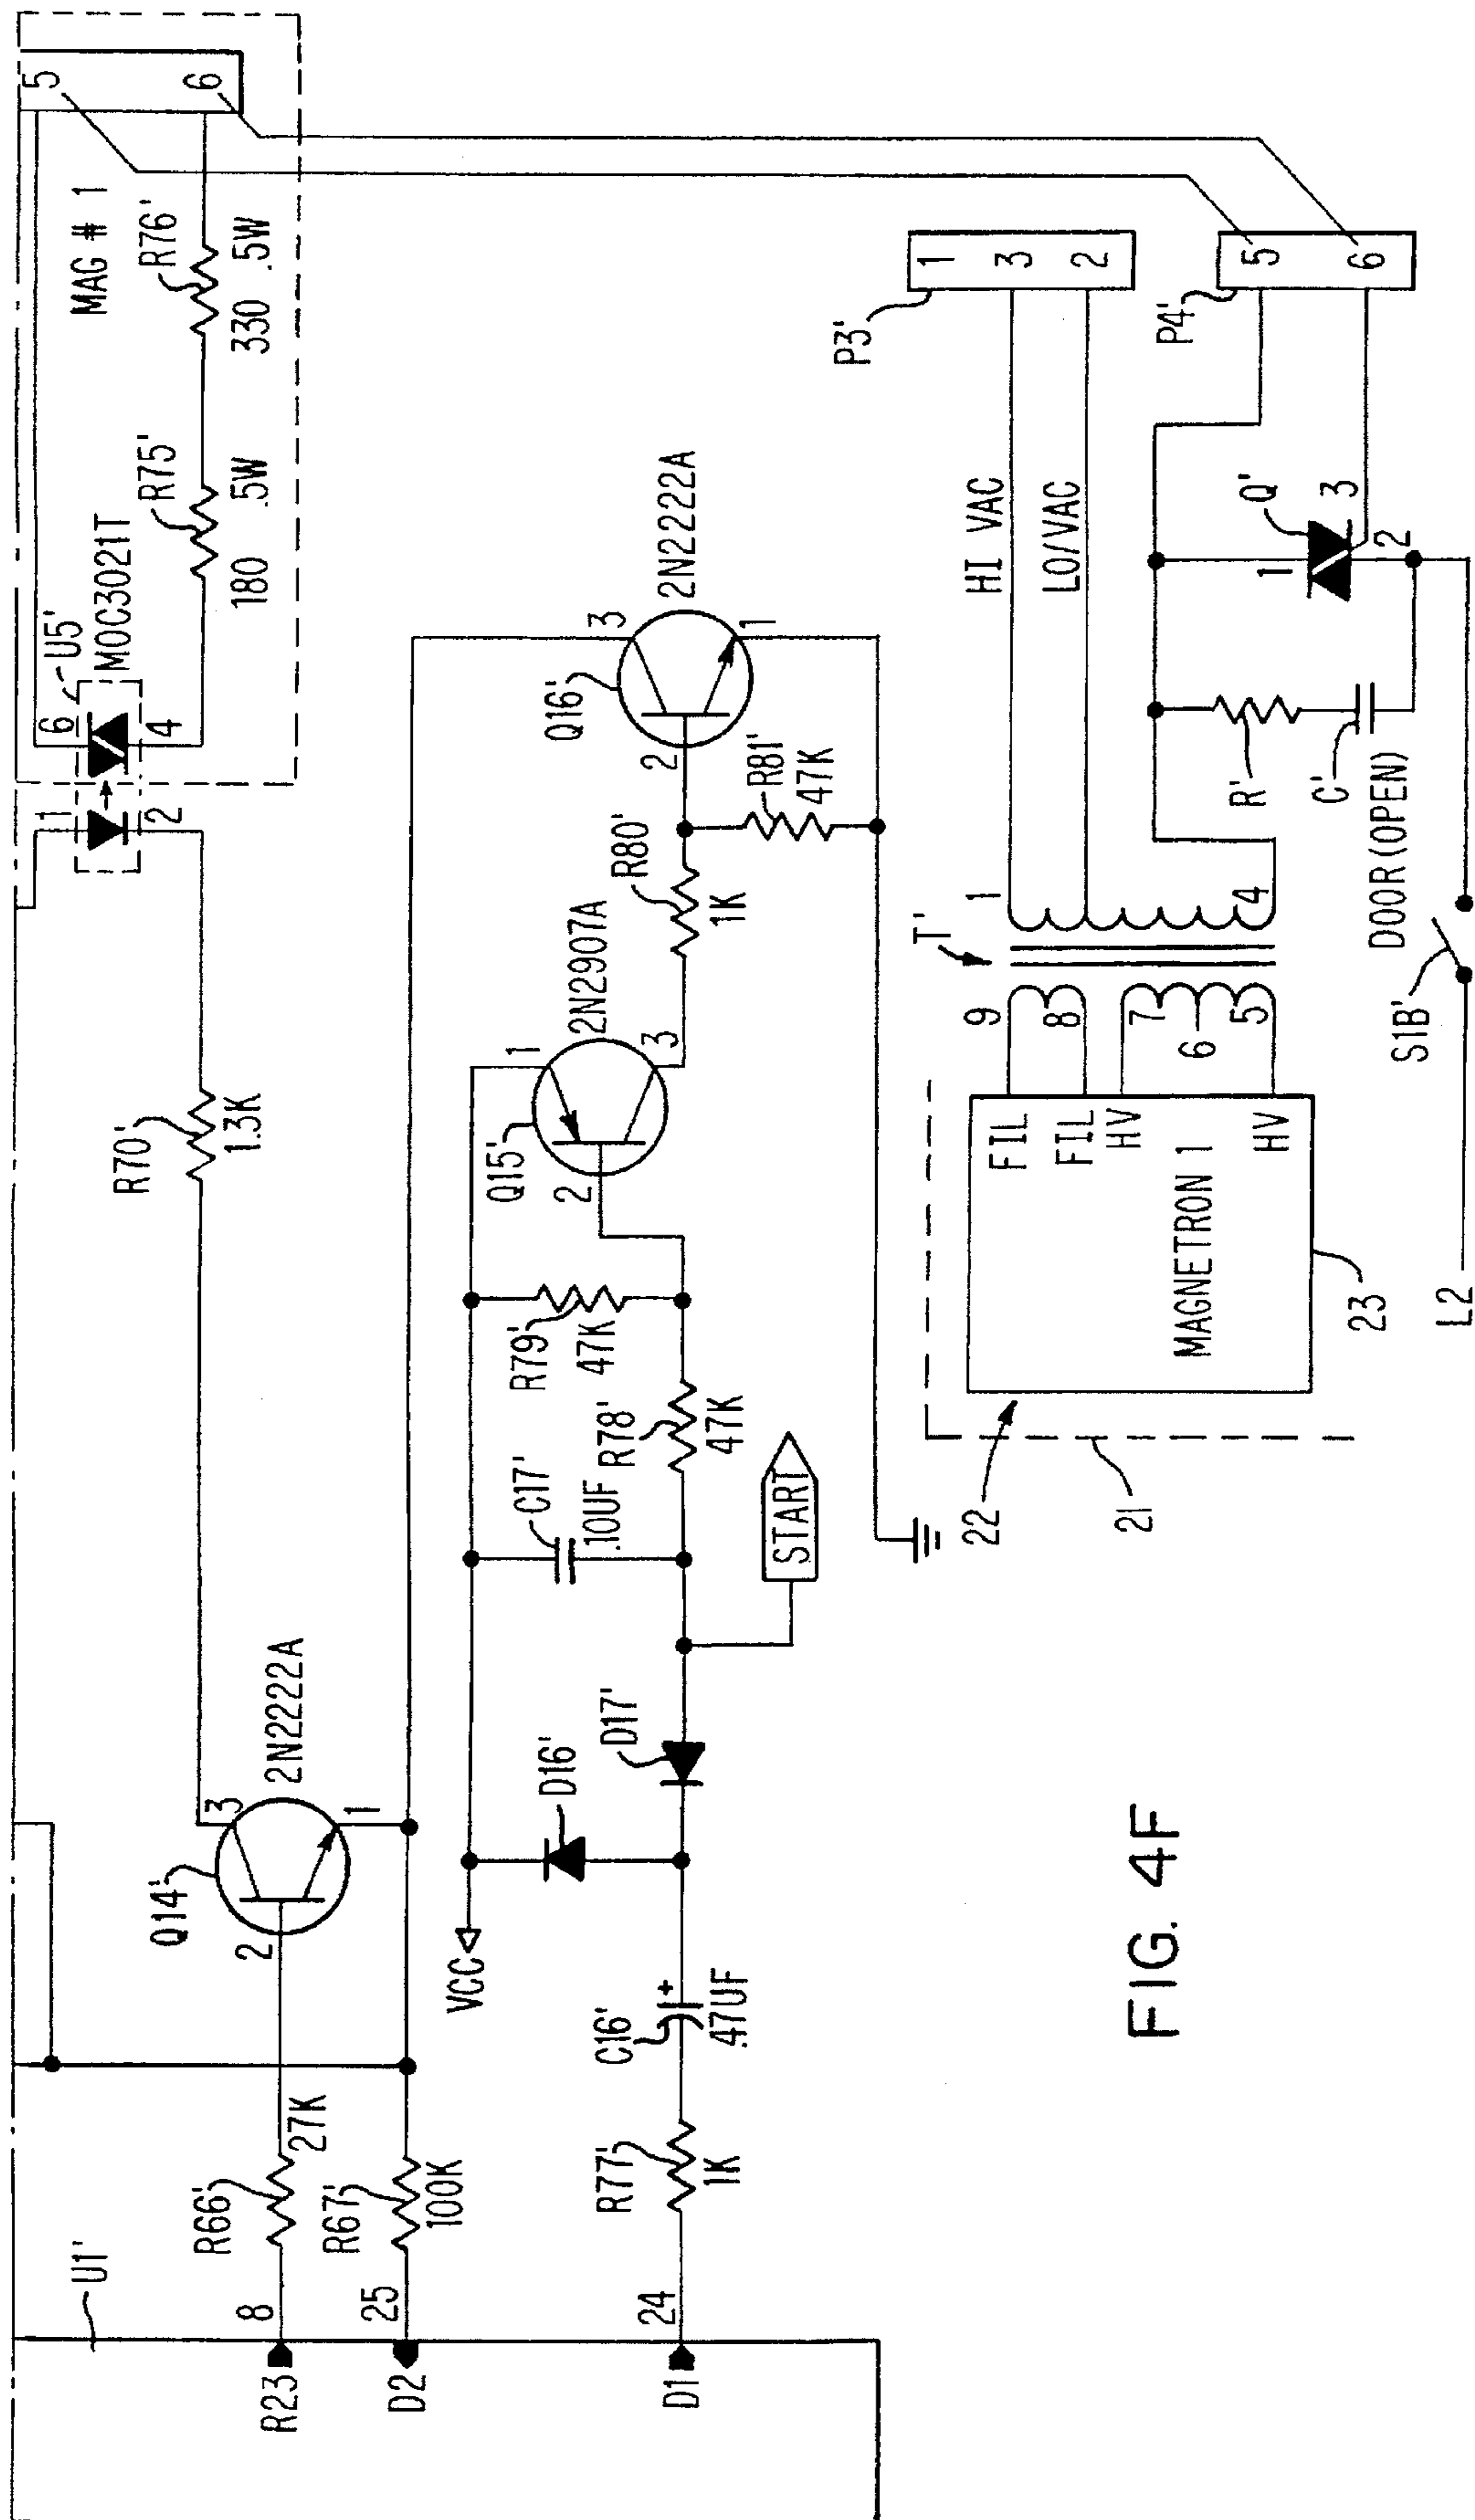 U1'
R23
8
R66'
27K
D2
25
R67'
100K
D1
24
R77'
1K
C16'
+
.47UF
VCC
Q14'
2
3
1
2N2222A
D16'
D17'
START
C17'
.10UF
R78'
47K
R79'
47K
Q15'
1
2
3
2N2907A
R80'
1K
R81'
47K
Q16'
2
3
1
2N2222A
R70'
1.3K
1
2
6
4
U5'
MOC3021T
R75'
180 .5W
R76'
330 .5W
MAG # 1
5
6
P3'
1
3
2
HI VAC
LO/VAC
P4'
5
6
Q'
1
3
2
R'
C'
DOOR(OPEN)
T'
1
4
9
8
7
6
5
FIL
FIL
HV
HV
MAGNETRON 1
22
21
23
S1B'
L2
FIG. 4F